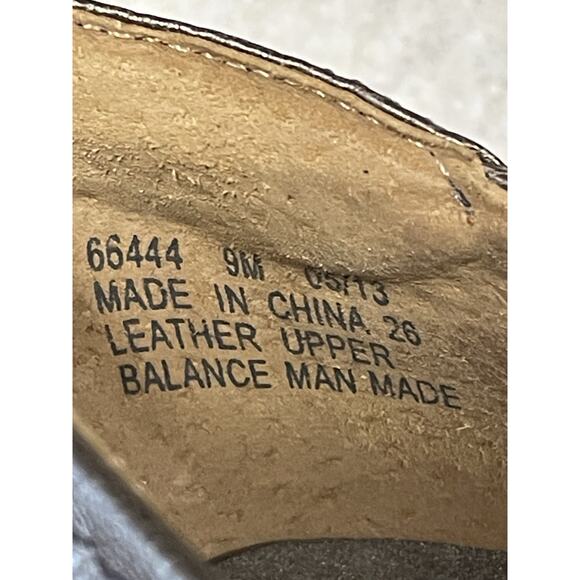 66444 9M 05/13
MADE IN CHINA 26
LEATHER UPPER
BALANCE MAN MADE